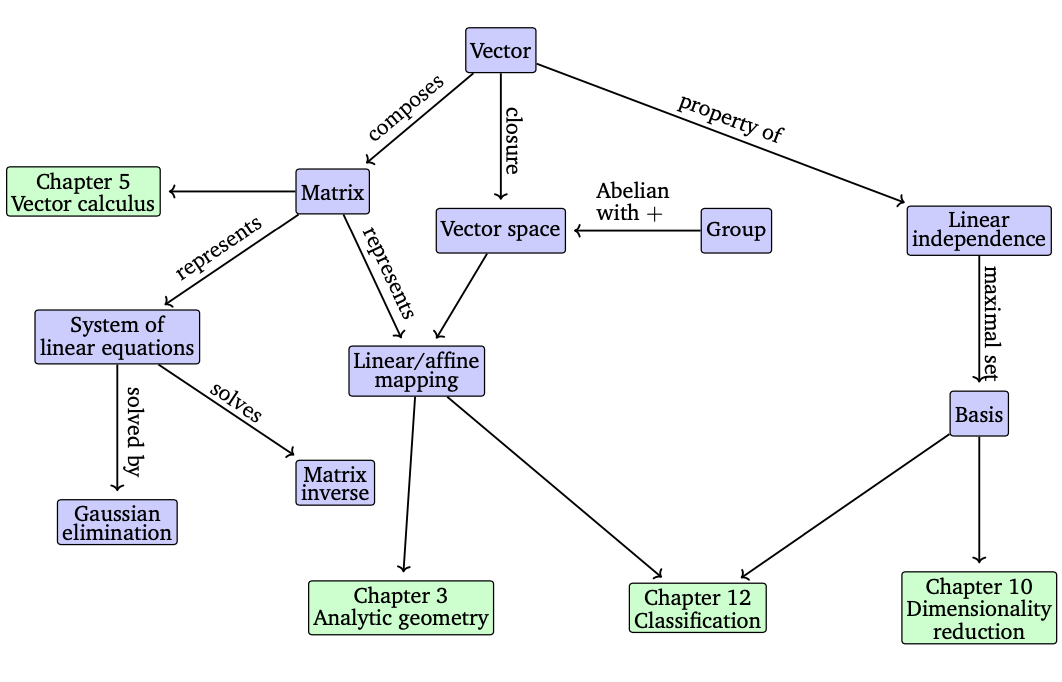 Vector
composes
closure
property of
Chapter 5
Vector calculus
Matrix
Abelian
with +
Vector space
Group
Linear
independence
represents
represents
maximal set
System of
linear equations
Linear/affine
mapping
solved by
solves
Basis
Matrix
inverse
Gaussian
elimination
Chapter 3
Analytic geometry
Chapter 12
Classification
Chapter 10
Dimensionality
reduction